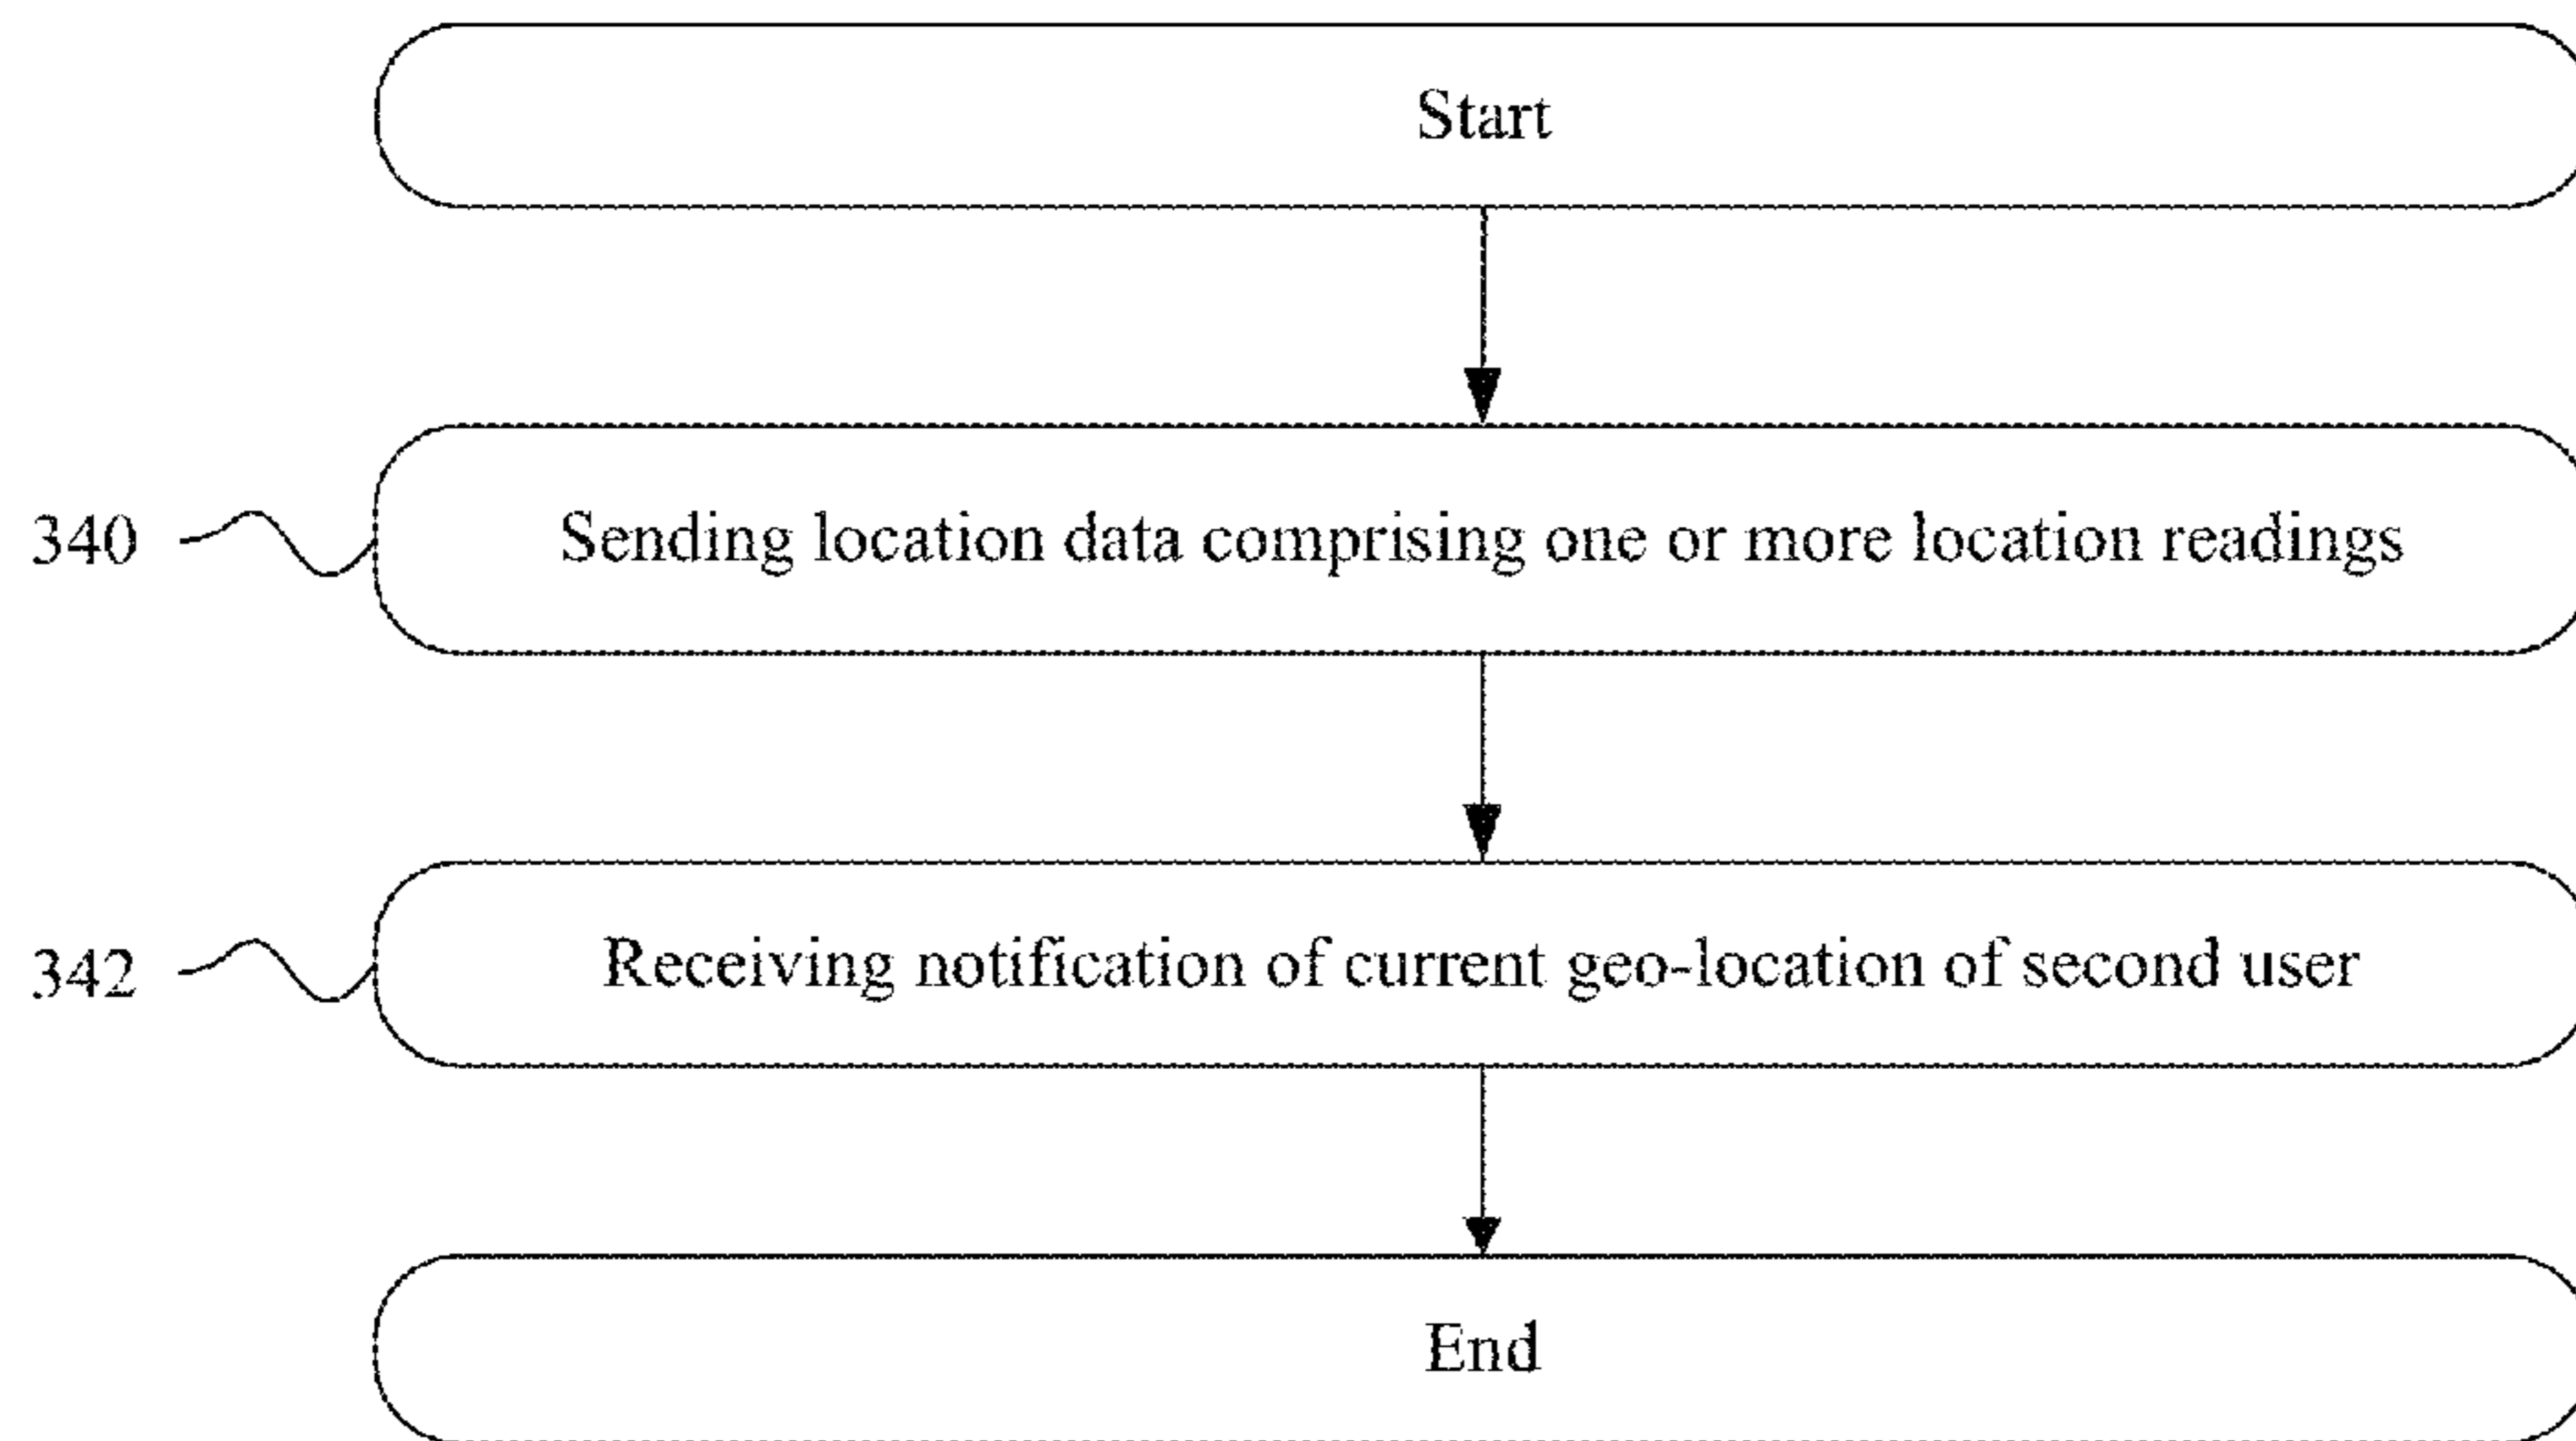 Start
340
Sending location data comprising one or more location readings
342
Receiving notification of current geo-location of second user
End